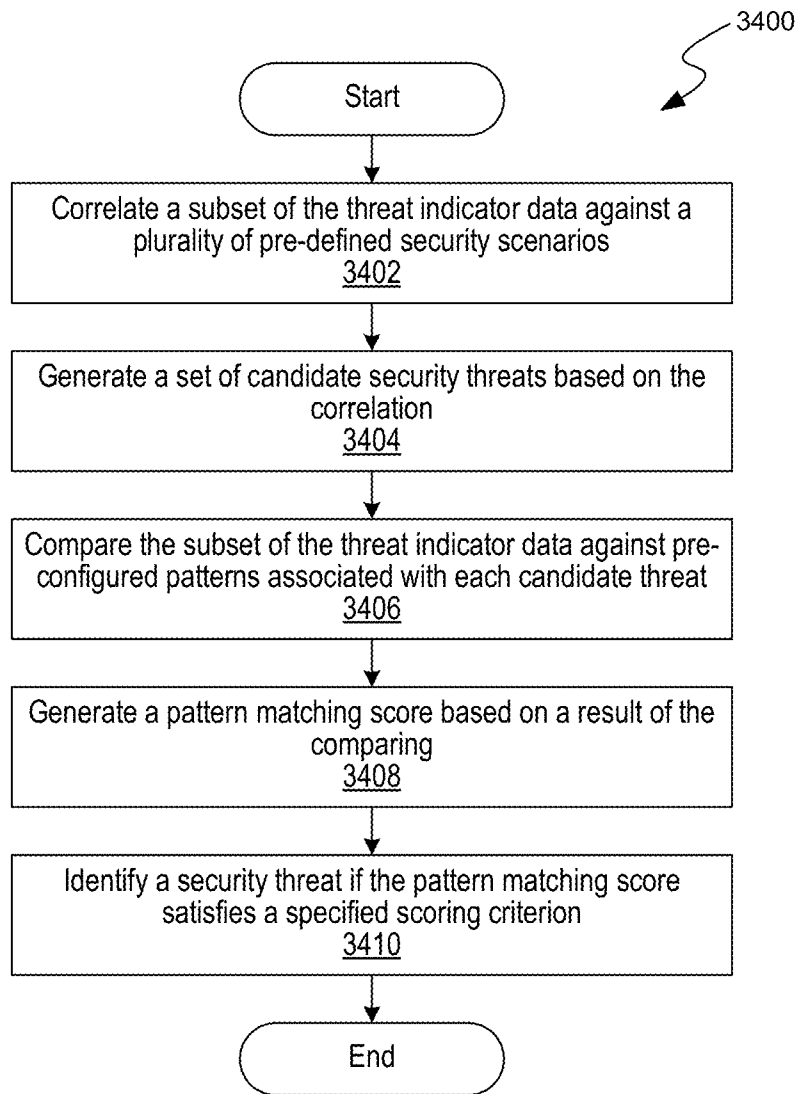 3400
Start
Correlate a subset of the threat indicator data against a
plurality of pre-defined security scenarios
3402
Generate a set of candidate security threats based on the
correlation
3404
Compare the subset of the threat indicator data against pre-
configured patterns associated with each candidate threat
3406
Generate a pattern matching score based on a result of the
comparing
3408
Identify a security threat if the pattern matching score
satisfies a specified scoring criterion
3410
End